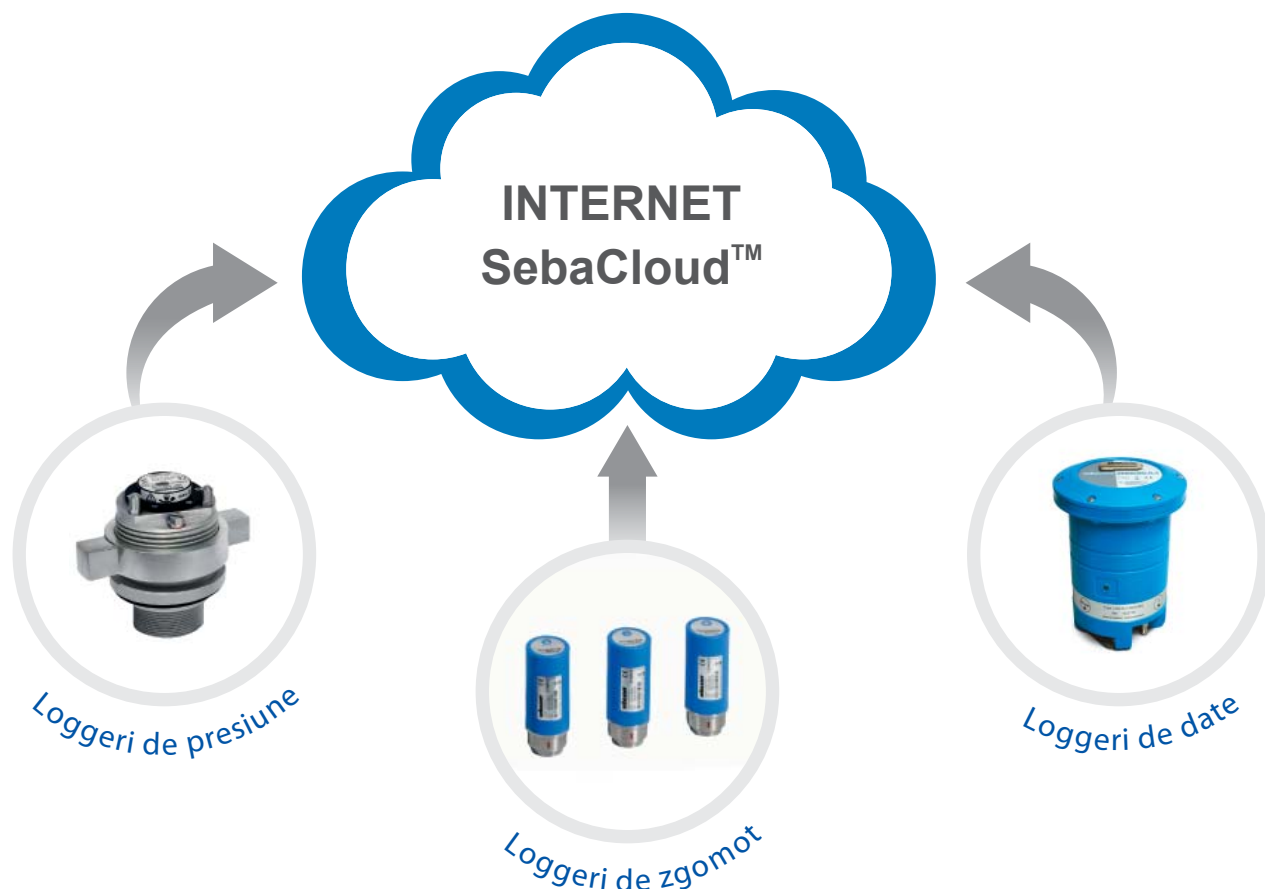 INTERNET
SebaCloud™
Loggeri de presiune
Loggeri de zgomot
Loggeri de date